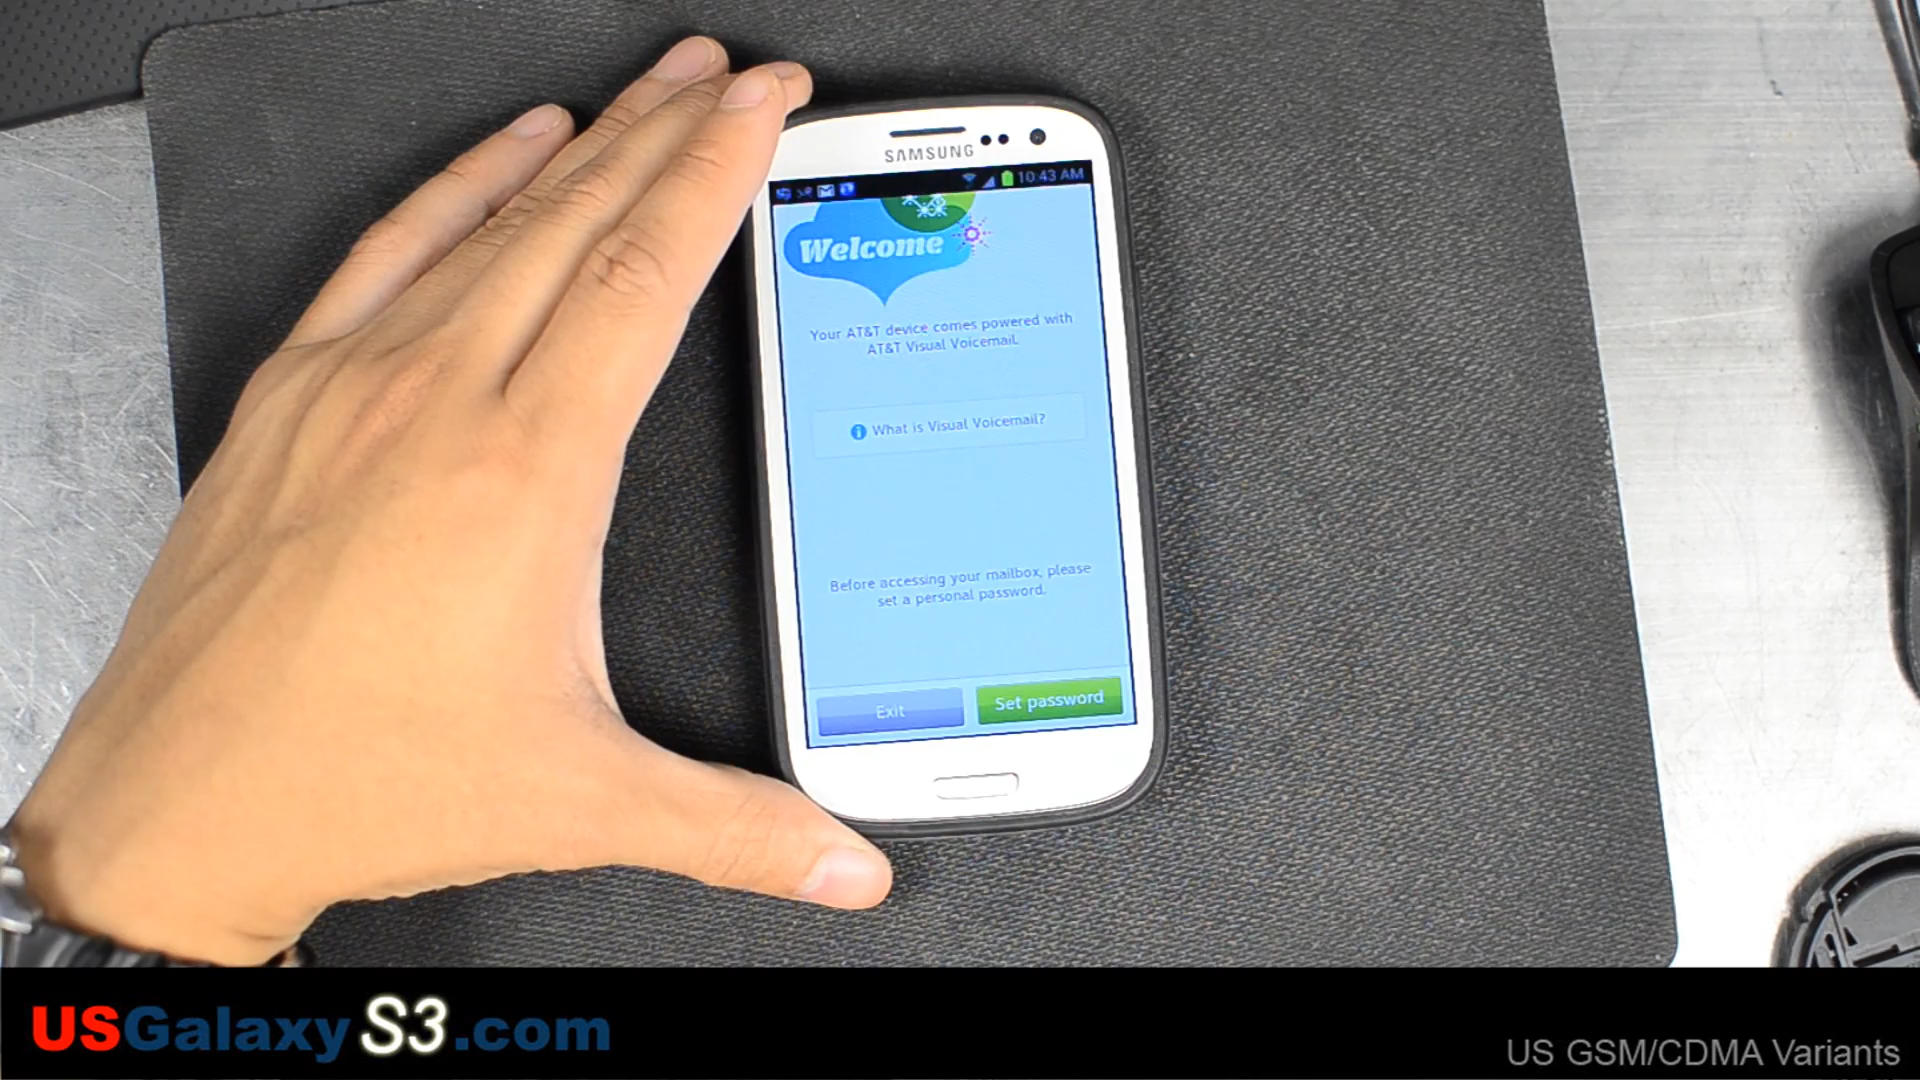 SAMSUNG
10:43 AM
Welcome
Your AT&T device comes powered with
AT&T Visual Voicemail.
What is Visual Voicemail?
Before accessing your mailbox, please
set a personal password.
Exit
Set password
USGalaxyS3.com
US GSM/CDMA Variants